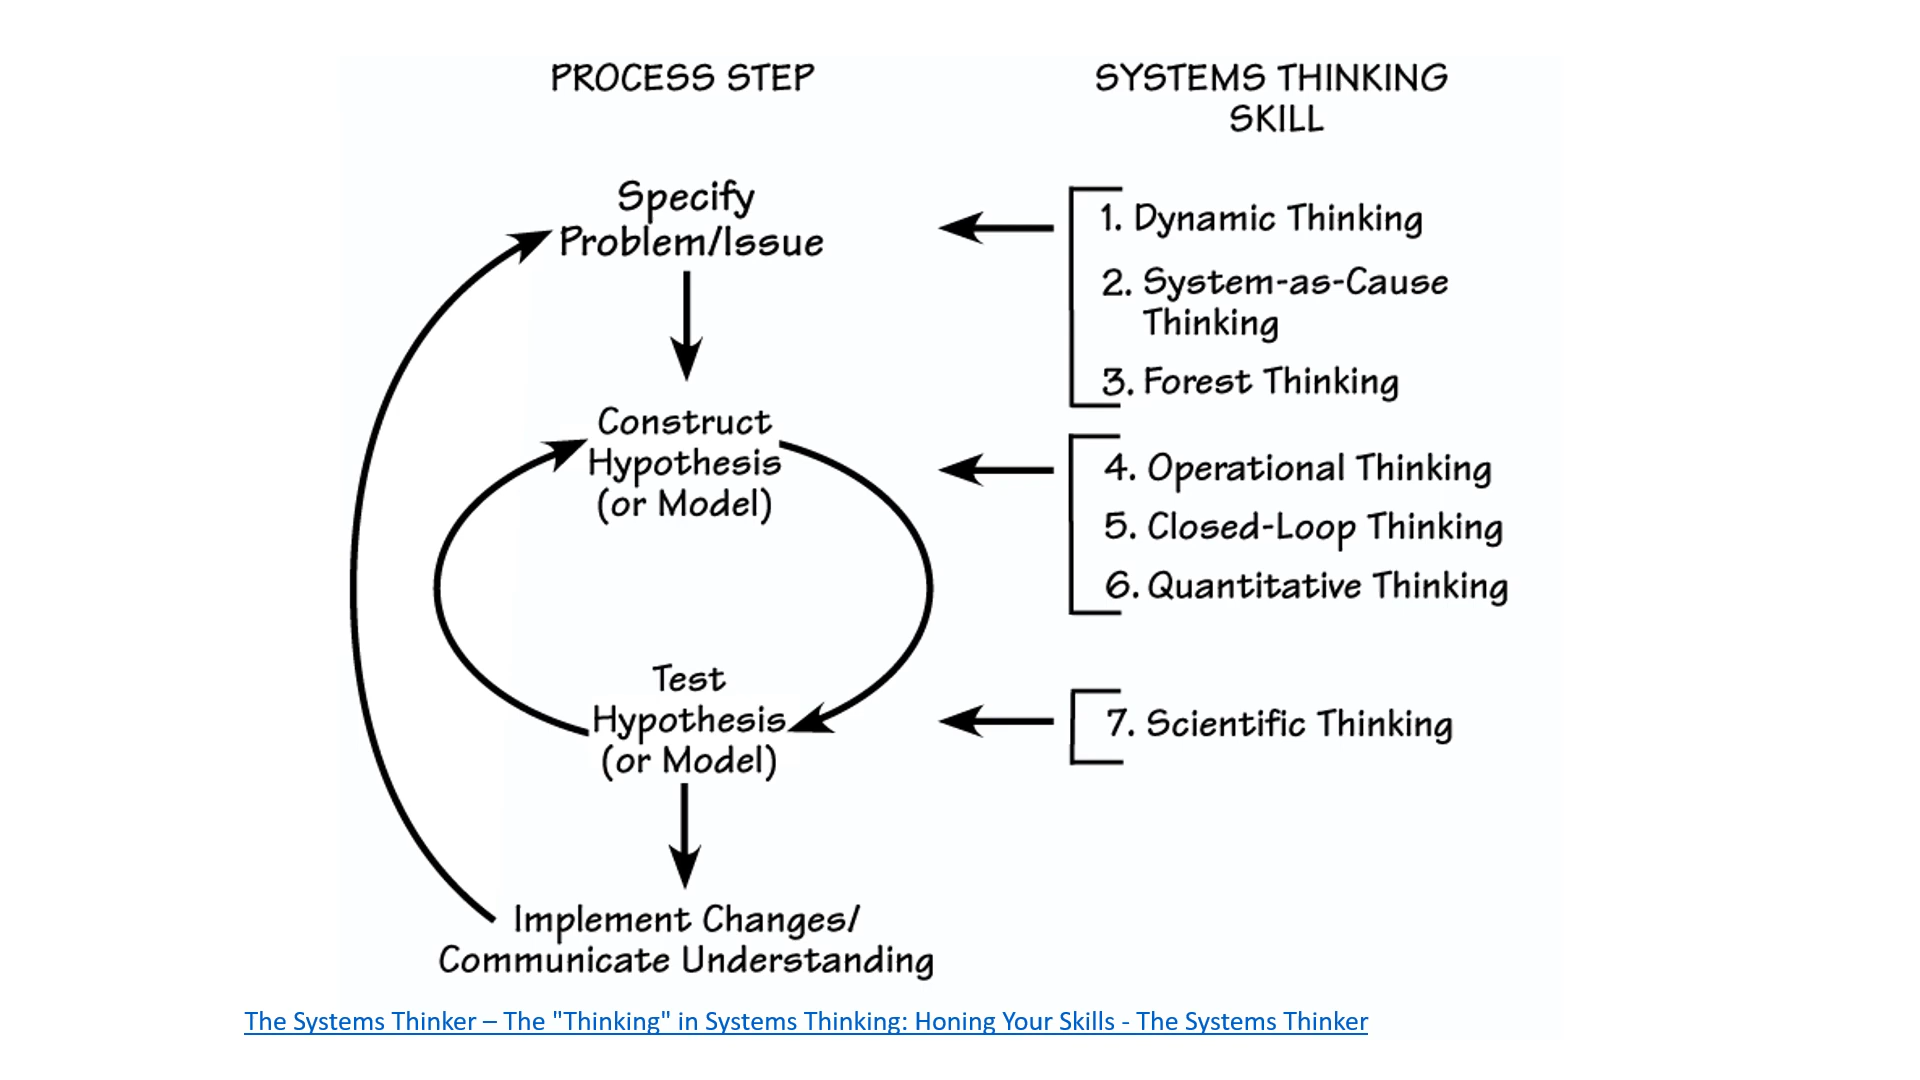 PROCESS STEP
SYSTEMS THINKING
SKILL
Specify
Problem/Issue
Construct
Hypothesis
(or Model)
Test
Hypothesis
(or Model)
Implement Changes/
Communicate Understanding
1. Dynamic Thinking
2. System-as-Cause
Thinking
3. Forest Thinking
4. Operational Thinking
5. Closed-Loop Thinking
6. Quantitative Thinking
7. Scientific Thinking
The Systems Thinker – The "Thinking" in Systems Thinking: Honing Your Skills - The Systems Thinker